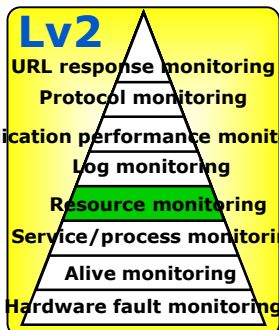 Lv2
URL response monitoring
Protocol monitoring
ication performance monit
Log monitoring
Resource monitoring
Service/process monitorin
Alive monitoring
Hardware fault monitoring